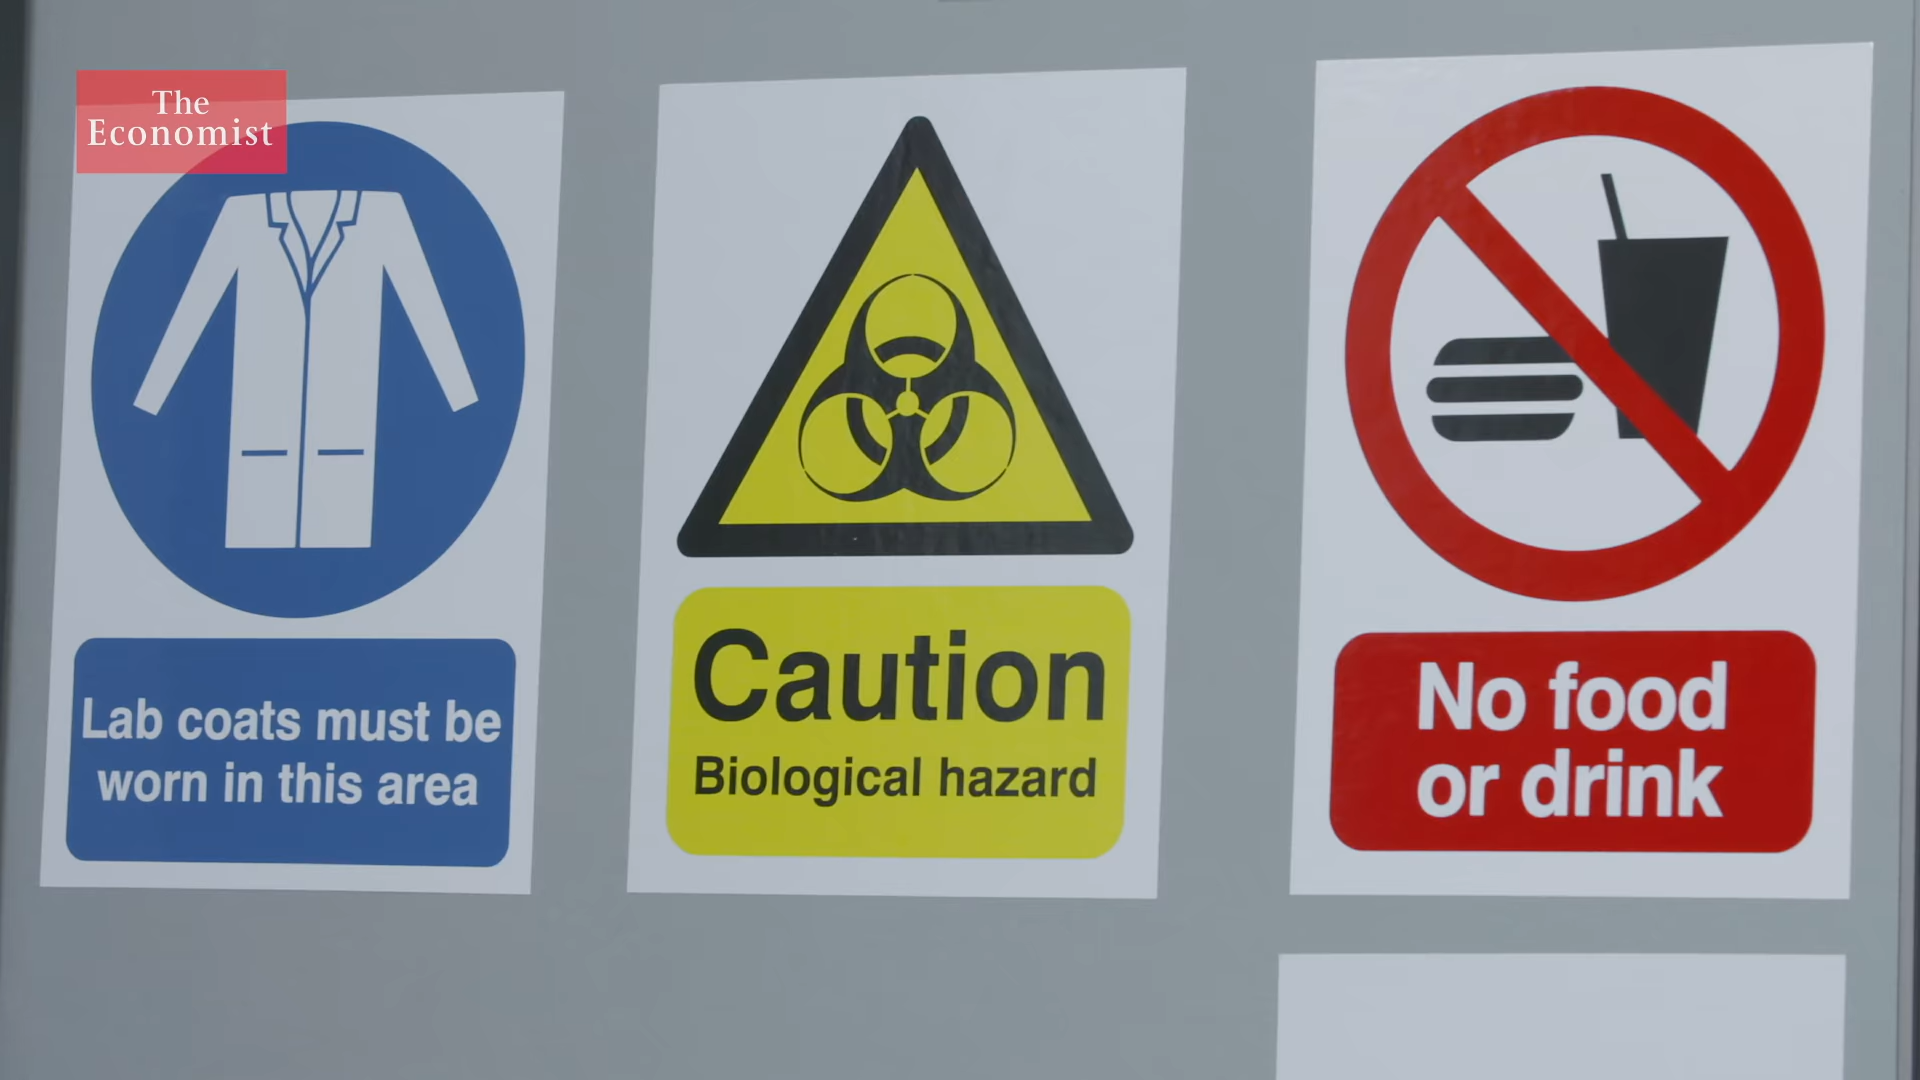 The
Economist
Lab coats must be
worn in this area
Caution
Biological hazard
No food
or drink